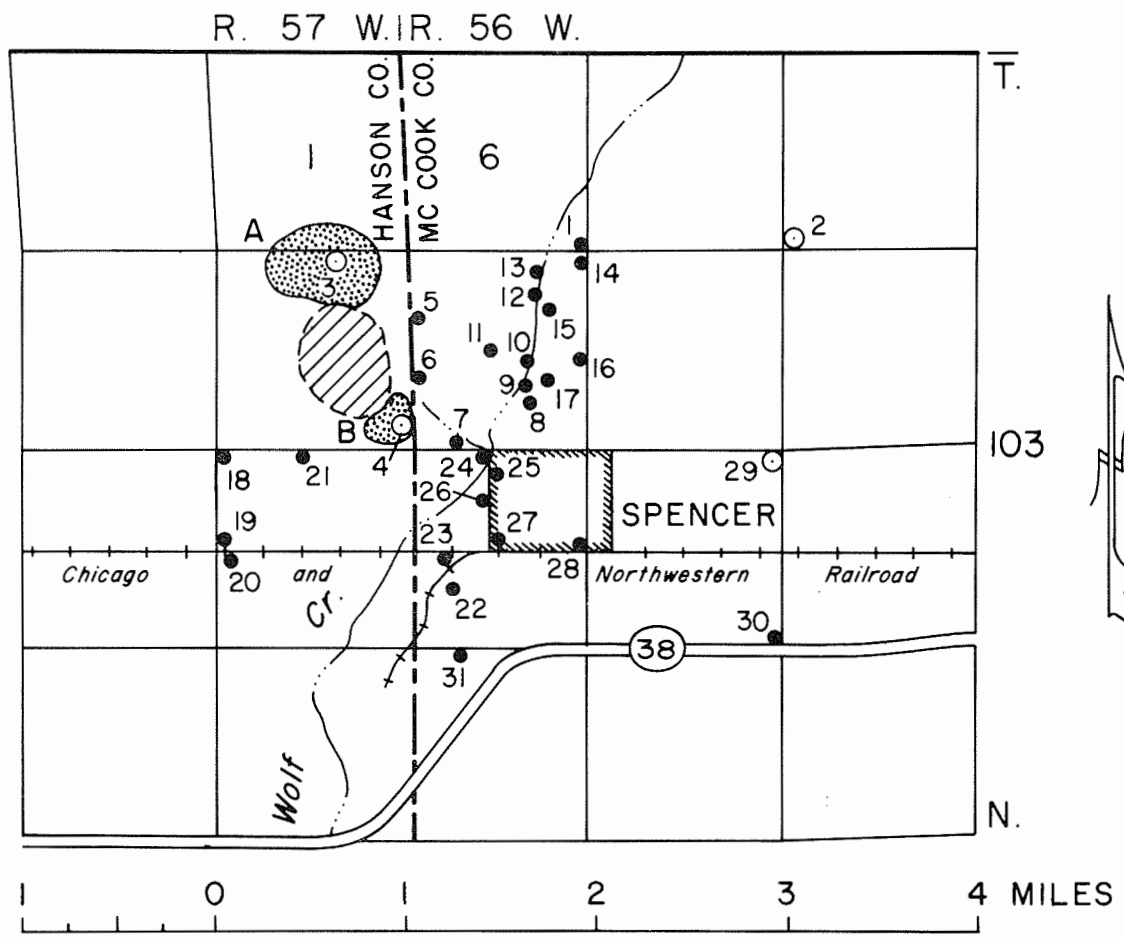 R. 57 W. | R. 56 W.
T.
HANSON CO.
MC COOK CO.
1 6
A
1 2
3
13 14
12
5 15
11 10 16
6
9 17
8
B 7
4
103
18 21 24 25 29
26
SPENCER
19 23 27
20 28
Chicago and Northwestern Railroad
22
Cr.
30
38
31
Wolf
N.
1 0 1 2 3 4 MILES